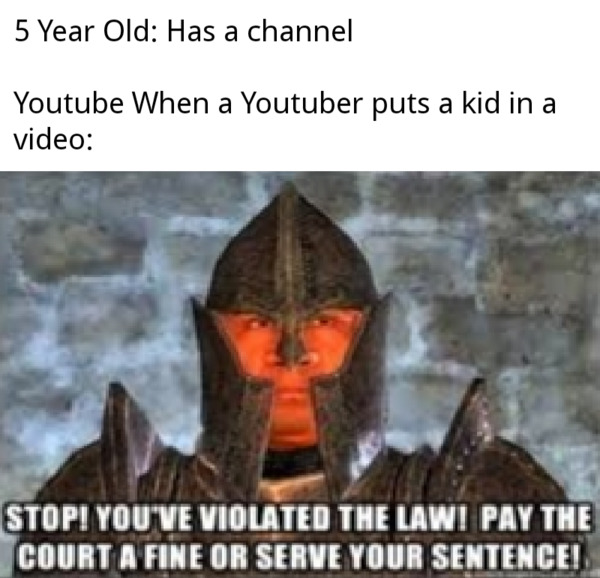 5 Year Old: Has a channel
Youtube When a Youtuber puts a kid in a
video:
STOP! YOU'VE VIOLATED THE LAW! PAY THE
COURT A FINE OR SERVE YOUR SENTENCE!